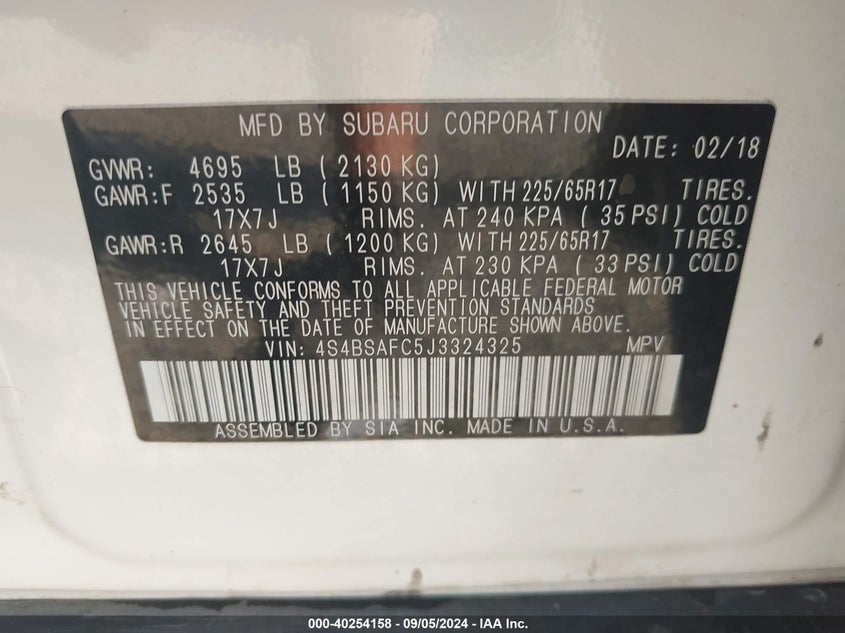 MFD BY SUBARU CORPORATION
DATE: 02/18
GVWR: 4695 LB ( 2130 KG)
GAWR:F 2535 LB ( 1150 KG) WITH 225/65R17 TIRES.
17X7J RIMS. AT 240 KPA ( 35 PSI) COLD
GAWR:R 2645 LB ( 1200 KG) WITH 225/65R17 TIRES.
17X7J RIMS. AT 230 KPA ( 33 PSI) COLD
THIS VEHICLE CONFORMS TO ALL APPLICABLE FEDERAL MOTOR
VEHICLE SAFETY AND THEFT PREVENTION STANDARDS
IN EFFECT ON THE DATE OF MANUFACTURE SHOWN ABOVE.
VIN: 4S4BSAFC5J3324325 MPV
ASSEMBLED BY SIA INC. MADE IN U.S.A.
000-40254158 - 09/05/2024 - IAA Inc.